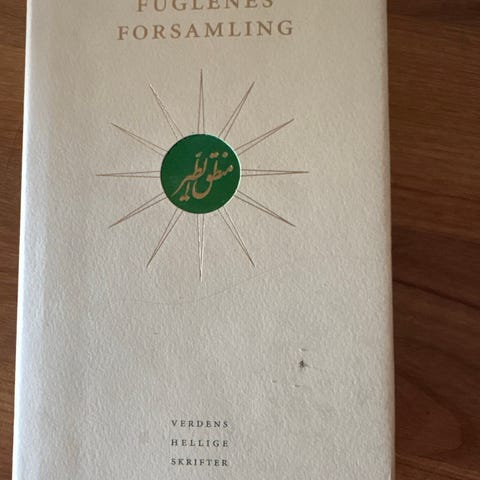 FUGLENES
FORSAMLING
منطق الطیر
VERDENS
HELLIGE
SKRIFTER